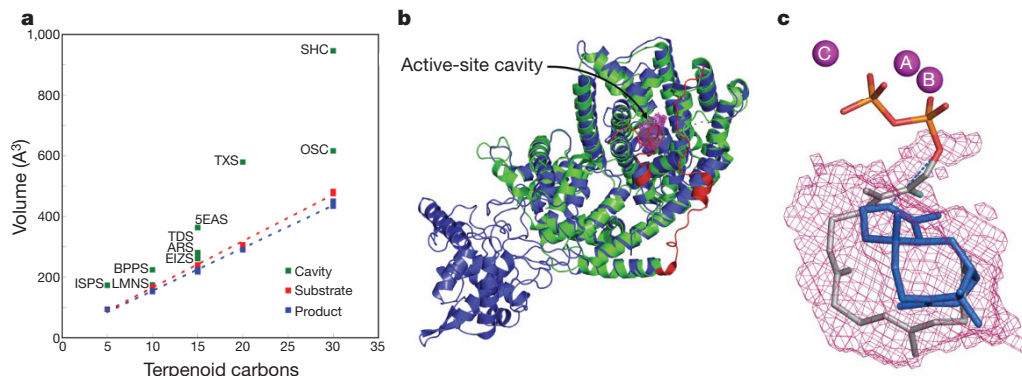 a
1,000
800
600
400
200
0
Volume (Å³)
0 5 10 15 20 25 30 35
Terpenoid carbons
SHC
OSC
TXS
5EAS
TDS
ARS
EIZS
BPPS
ISPS
LMNS
Cavity
Substrate
Product
b
Active-site cavity
c
C
A
B